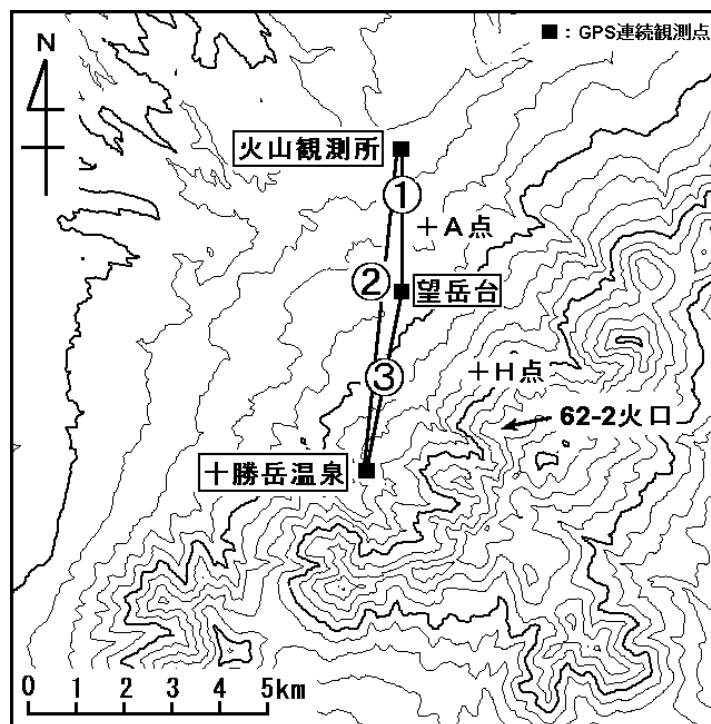 ■：GPS連続観測点
N
火山観測所
①
＋A点
②
望岳台
③
＋H点
62-2火口
十勝岳温泉
0 1 2 3 4 5km